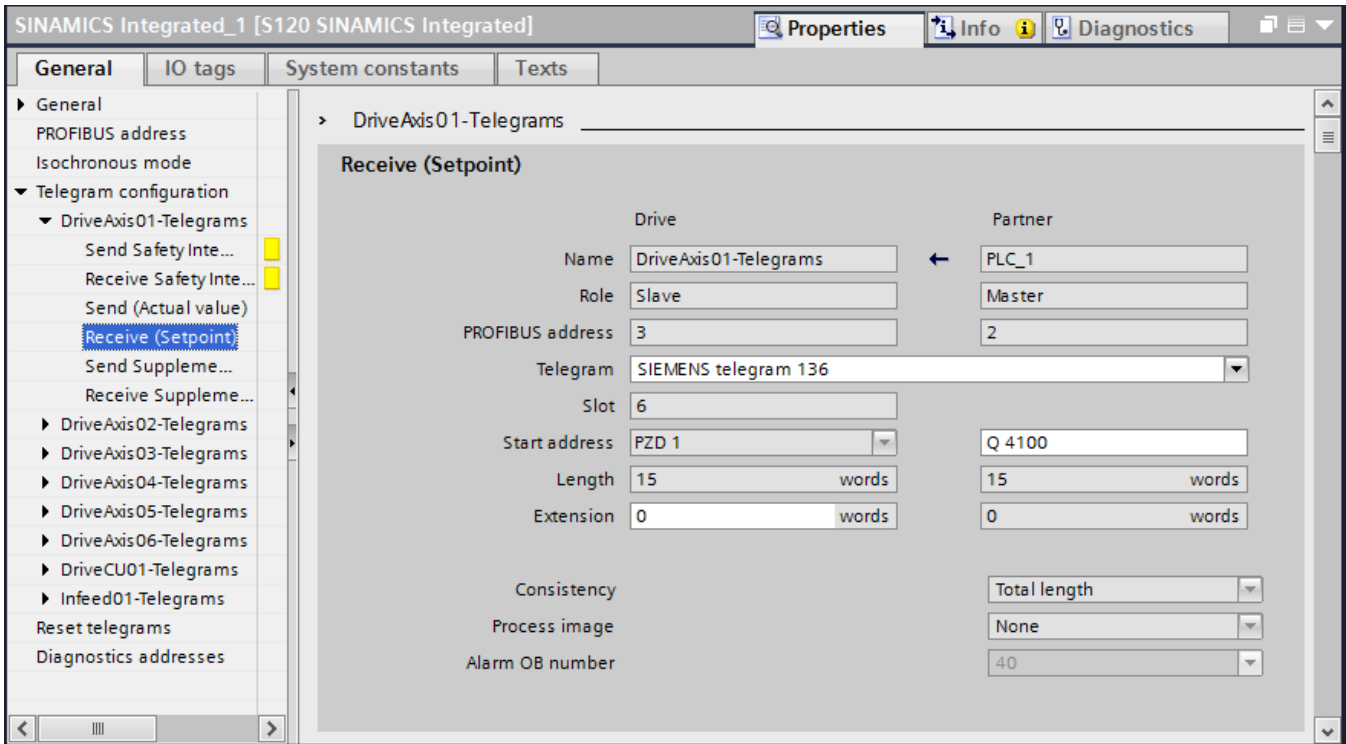 SINAMICS Integrated_1 [S120 SINAMICS Integrated]
Properties Info Diagnostics
General IO tags System constants Texts
General
PROFIBUS address
Isochronous mode
Telegram configuration
DriveAxis01-Telegrams
Send Safety Inte...
Receive Safety Inte...
Send (Actual value)
Receive (Setpoint)
Send Suppleme...
Receive Suppleme...
DriveAxis02-Telegrams
DriveAxis03-Telegrams
DriveAxis04-Telegrams
DriveAxis05-Telegrams
DriveAxis06-Telegrams
DriveCU01-Telegrams
Infeed01-Telegrams
Reset telegrams
Diagnostics addresses
DriveAxis01-Telegrams
Receive (Setpoint)
Drive Partner
Name DriveAxis01-Telegrams PLC_1
Role Slave Master
PROFIBUS address 3 2
Telegram SIEMENS telegram 136
Slot 6
Start address PZD 1 Q 4100
Length 15 words 15 words
Extension 0 words 0 words
Consistency Total length
Process image None
Alarm OB number 40